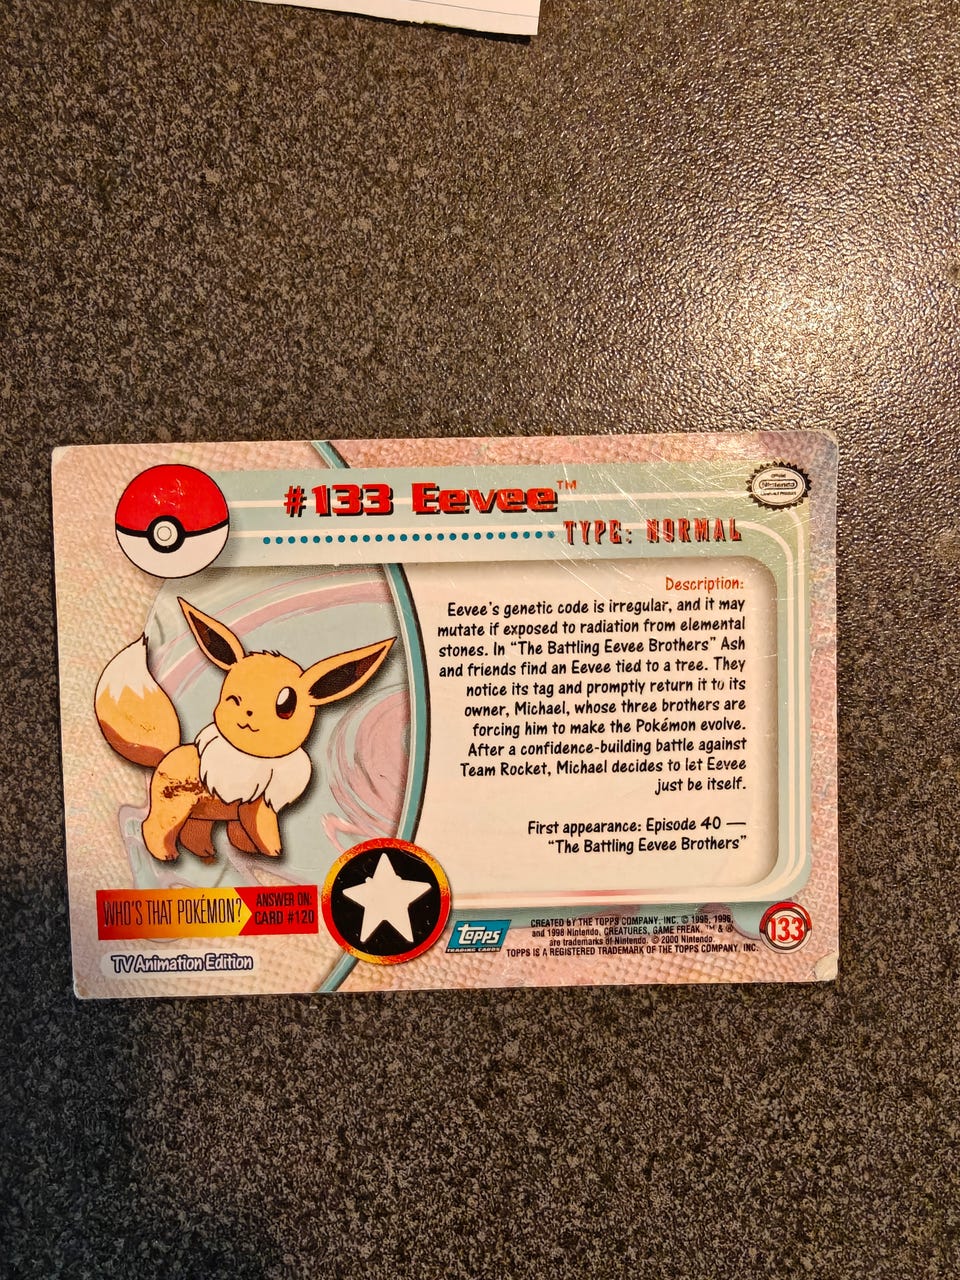 #133 Eevee™
TYPE: NORMAL
Nintendo
Description:
Eevee's genetic code is irregular, and it may
mutate if exposed to radiation from elemental
stones. In "The Battling Eevee Brothers" Ash
and friends find an Eevee tied to a tree. They
notice its tag and promptly return it to its
owner, Michael, whose three brothers are
forcing him to make the Pokémon evolve.
After a confidence-building battle against
Team Rocket, Michael decides to let Eevee
just be itself.
First appearance: Episode 40 —
"The Battling Eevee Brothers"
WHO'S THAT POKÉMON?
ANSWER ON:
CARD #120
TV Animation Edition
topps
TRADING CARDS
CREATED BY THE TOPPS COMPANY, INC. © 1995, 1996,
and 1998 Nintendo, CREATURES, GAME FREAK. ™ & ®
are trademarks of Nintendo. © 2000 Nintendo.
TOPPS IS A REGISTERED TRADEMARK OF THE TOPPS COMPANY, INC.
133